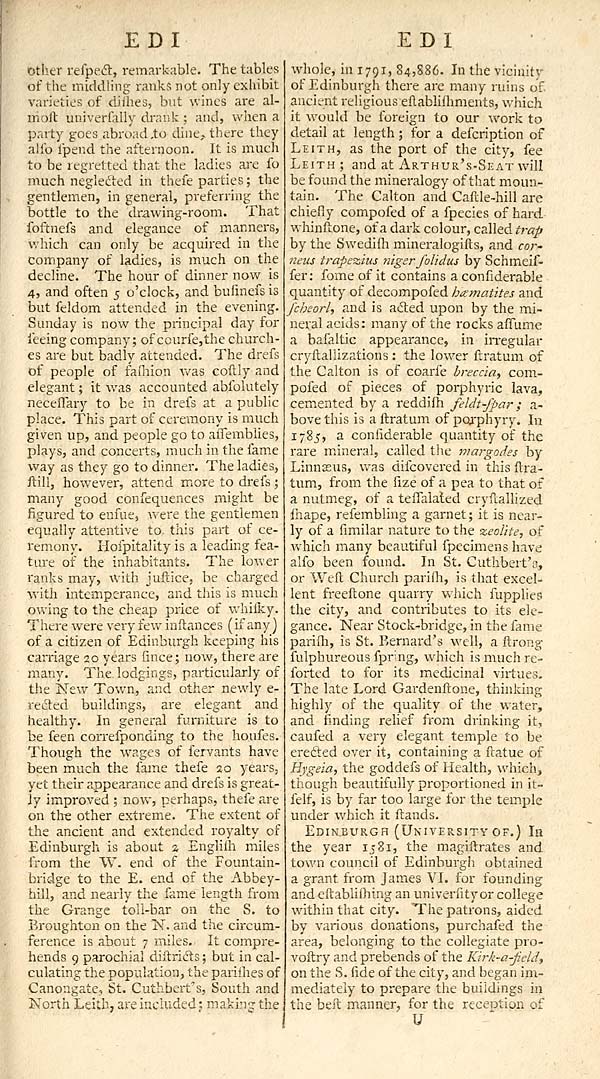 EDI
other reſpect, remarkable. The tables
of the middling ranks not only exhibit
varieties of diſhes, but wines are al-
moſt univerſally drank; and, when a
party goes abroad to dine, there they
alſo ſpend the afternoon. It is much
to be regretted that the ladies are ſo
much neglected in theſe parties; the
gentlemen, in general, preferring the
bottle to the drawing-room. That
ſoftneſs and elegance of manners,
which can only be acquired in the
company of ladies, is much on the
decline. The hour of dinner now is
4, and often 5 o'clock, and buſineſs is
but ſeldom attended in the evening.
Sunday is now the principal day for
ſeeing company; of courſe, the church-
es are but badly attended. The dreſs
of people of faſhion was coſtly and
elegant; it was accounted abſolutely
neceſſary to be in dreſs at a public
place. This part of ceremony is much
given up, and people go to aſſemblies,
plays, and concerts, much in the ſame
way as they go to dinner. The ladies,
ſtill, however, attend more to dreſs;
many good conſequences might be
figured to enſue, were the gentlemen
equally attentive to this part of ce-
remony. Hoſpitality is a leading fea-
ture of the inhabitants. The lower
ranks may, with juſtice, be charged
with intemperance, and this is much
owing to the cheap price of whiſky.
There were very few inſtances (if any)
of a citizen of Edinburgh keeping his
carriage 20 years ſince; now, there are
many. The lodgings, particularly of
the New Town, and other newly e-
rected buildings, are elegant and
healthy. In general furniture is to
be ſeen correſponding to the houſes.
Though the wages of ſervants have
been much the ſame theſe 20 years,
yet their appearance and dreſs is great-
ly improved; now, perhaps, theſe are
on the other extreme. The extent of
the ancient and extended royalty of
Edinburgh is about 2 Engliſh miles
from the W. end of the Fountain-
bridge to the E. end of the Abbey-
hill, and nearly the ſame length from
the Grange toll-bar on the S. to
Broughton on the N. and the circum-
ference is about 7 miles. It compre-
hends 9 parochial diſtricts; but in cal-
culating the population, the pariſhes of
Canongate, St. Cuthbert's, South and
North Leith, are included; making the
EDI
whole, in 1791, 84,886. In the vicinity
of Edinburgh there are many ruins of
ancient religious eſtabliſhments, which
it would be foreign to our work to
detail at length; for a deſcription of
LEITH, as the port of the city, ſee
LEITH; and at ARTHUR's-SEAT will
be found the mineralogy of that moun-
tain. The Calton and Caſtle-hill are
chiefly compoſed of a ſpecies of hard
whinſtone, of a dark colour, called trap
by the Swediſh mineralogiſts, and cor-
neus trapezius niger ſolidus by Schmeiſ-
ſer: ſome of it contains a conſiderable
quantity of decompoſed hæmatites and
ſcheorl, and is acted upon by the mi-
neral acids: many of the rocks aſſume
a baſaltic appearance, in irregular
cryſtallizations: the lower ſtratum of
the Calton is of coarſe breccia, com-
poſed of pieces of porphyric lava,
cemented by a reddiſh feldt-ſpar; a-
bove this is a ſtratum of porphyry. In
1785, a conſiderable quantity of the
rare mineral, called the margodes by
Linnæus, was diſcovered in this ſtra-
tum, from the ſize of a pea to that of
a nutmeg, of a teſſalated cryſtallized
ſhape, reſembling a garnet; it is near-
ly of a ſimilar nature to the zeolite, of
which many beautiful ſpecimens have
alſo been found. In St. Cuthbert's,
or Weſt Church pariſh, is that excel-
lent freeſtone quarry which ſupplies
the city, and contributes to its ele-
gance. Near Stock-bridge, in the ſame
pariſh, is St. Bernard's well, a ſtrong
ſulphureous ſpring, which is much re-
ſorted to for its medicinal virtues.
The late Lord Gardenſtone, thinking
highly of the quality of the water,
and finding relief from drinking it,
cauſed a very elegant temple to be
erected over it, containing a ſtatue of
Hygeia, the goddeſs of Health, which,
though beautifully proportioned in it-
ſelf, is by far too large for the temple
under which it ſtands.
EDINBURGH (UNIVERSITY OF.) In
the year 1581, the magiſtrates and
town council of Edinburgh obtained
a grant from James VI. for founding
and eſtabliſhing an univerſity or college
within that city. The patrons, aided
by various donations, purchaſed the
area, belonging to the collegiate pro-
voſtry and prebends of the Kirk-a-field,
on the S. ſide of the city, and began im-
mediately to prepare the buildings in
the beſt manner, for the reception of
U